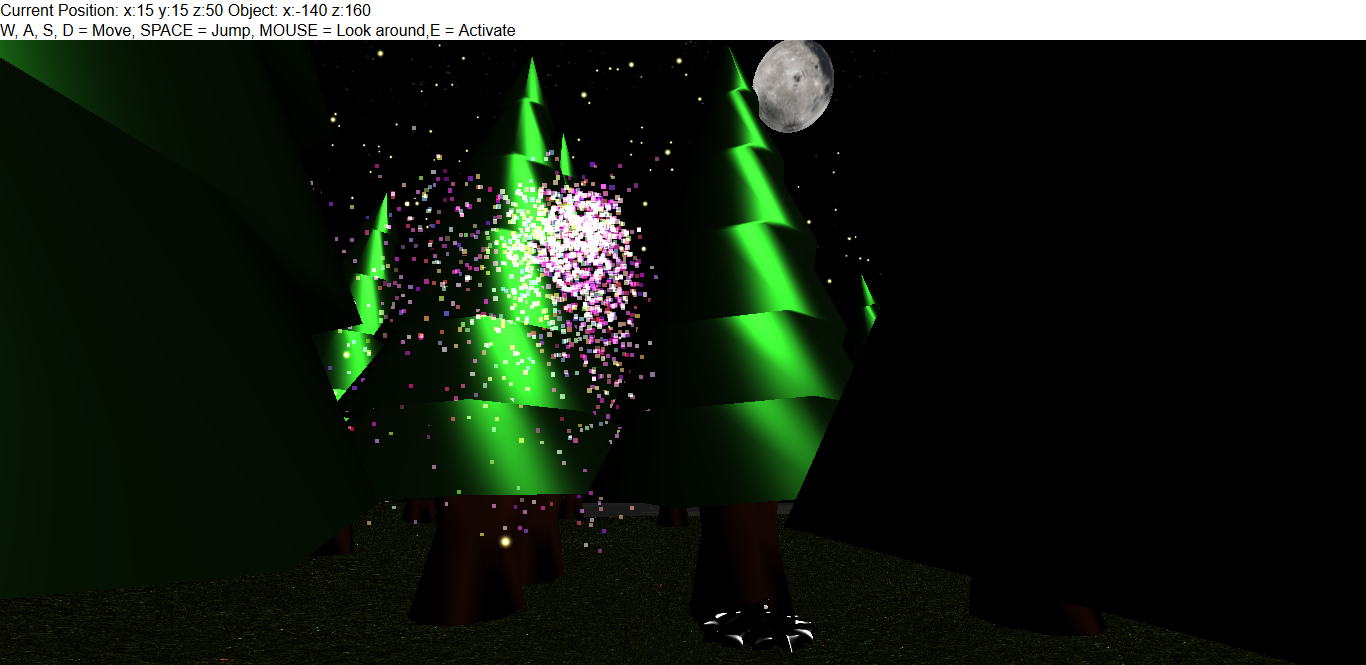 Current Position: x:15 y:15 z:50 Object: x:-140 z:160
W, A, S, D = Move, SPACE = Jump, MOUSE = Look around,E = Activate